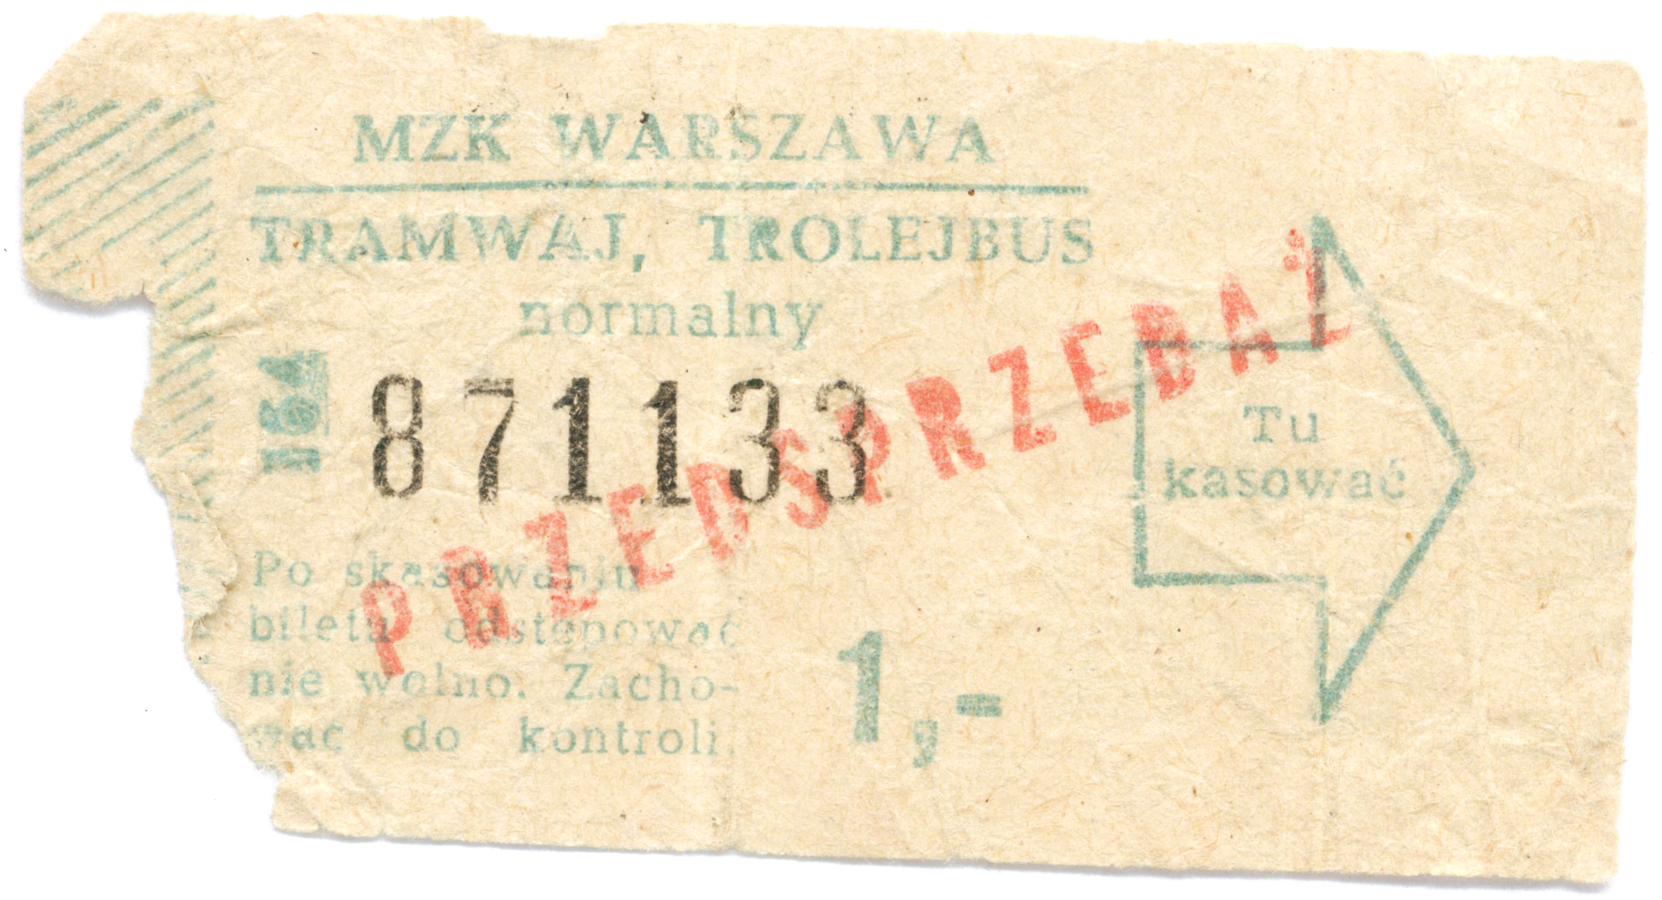 MZK WARSZAWA
TRAMWAJ, TROLEJBUS
normalny
871133
PRZEDSPRZEDAŻ
Tu
kasować
Po skasowaniu
biletu odstępować
nie wolno. Zacho-
wać do kontroli.
1,-